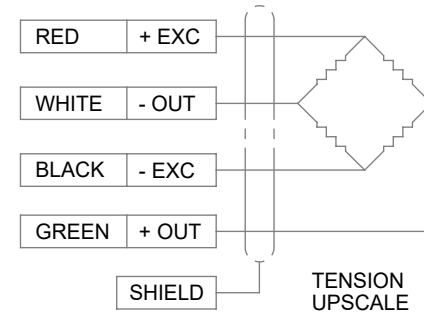 RED + EXC
WHITE - OUT
BLACK - EXC
GREEN + OUT
SHIELD
TENSION
UPSCALE